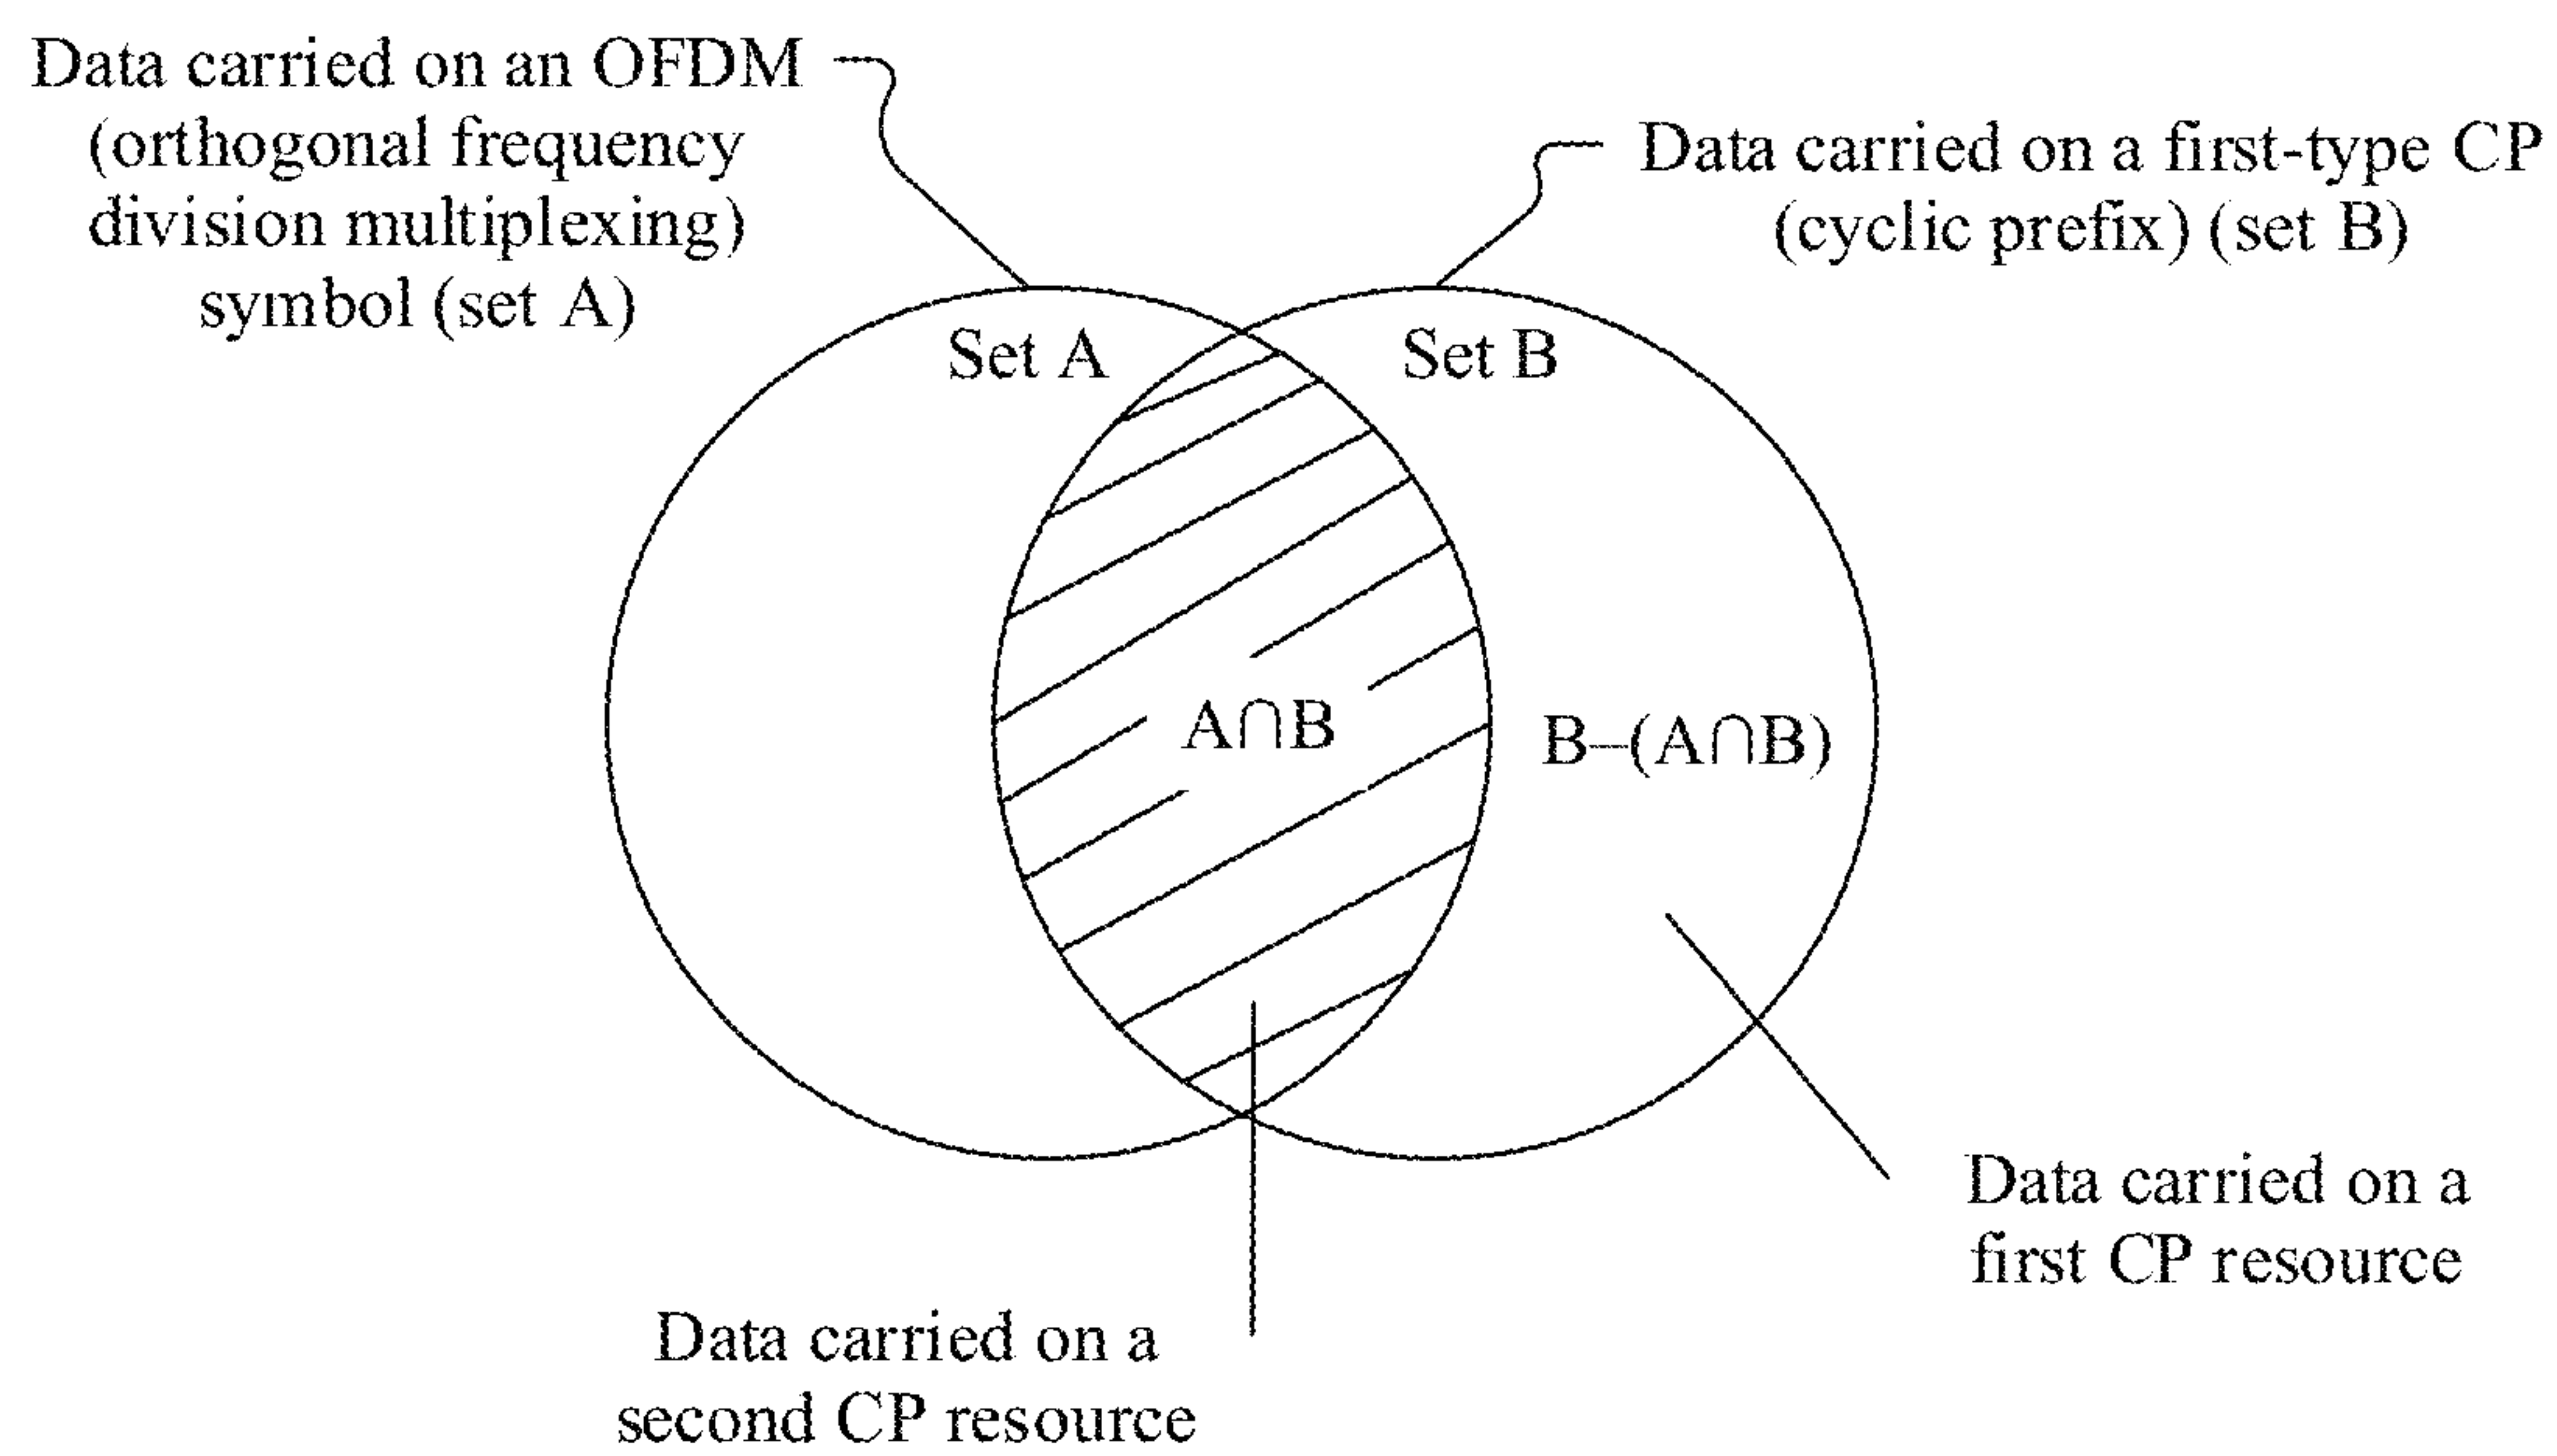 Data carried on an OFDM
(orthogonal frequency
division multiplexing)
symbol (set A)
Data carried on a first-type CP
(cyclic prefix) (set B)
Set A
Set B
A∩B
B–(A∩B)
Data carried on a
first CP resource
Data carried on a
second CP resource